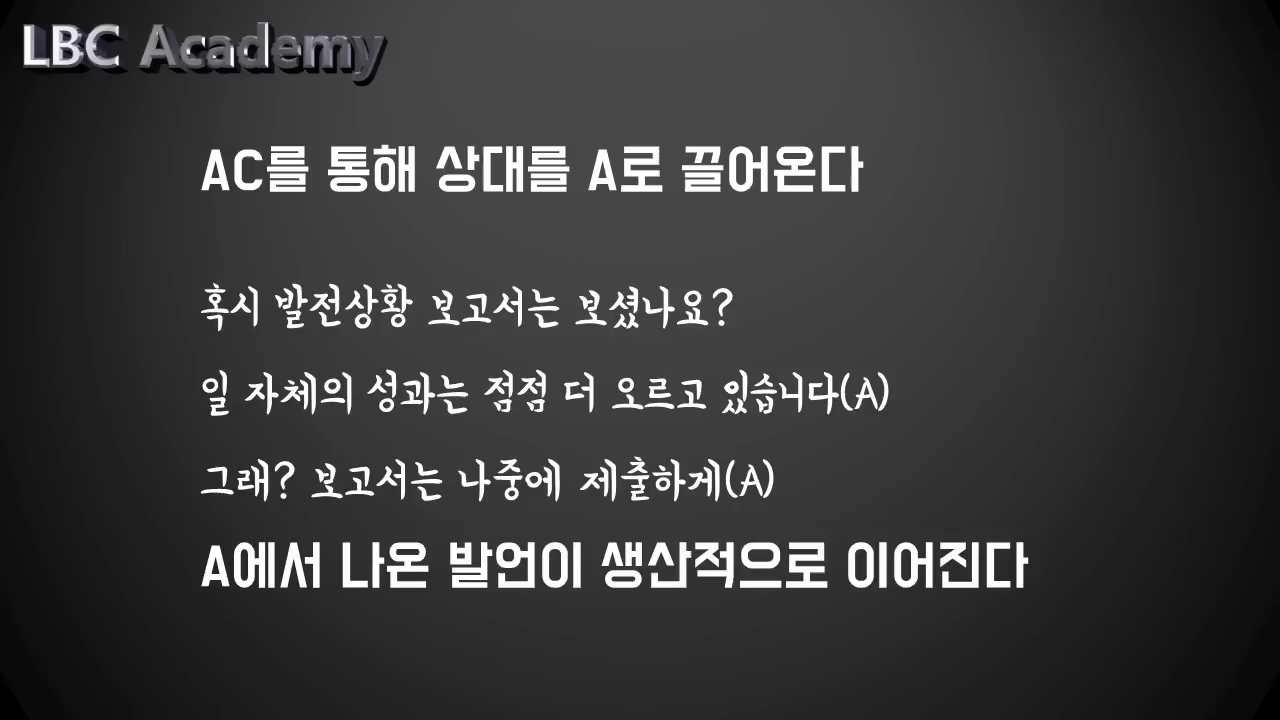 LBC Academy
AC를 통해 상대를 A로 끌어온다
혹시 발전상황 보고서는 보셨나요?
일 자체의 성과는 점점 더 오르고 있습니다(A)
그래? 보고서는 나중에 제출하게(A)
A에서 나온 발언이 생산적으로 이어진다